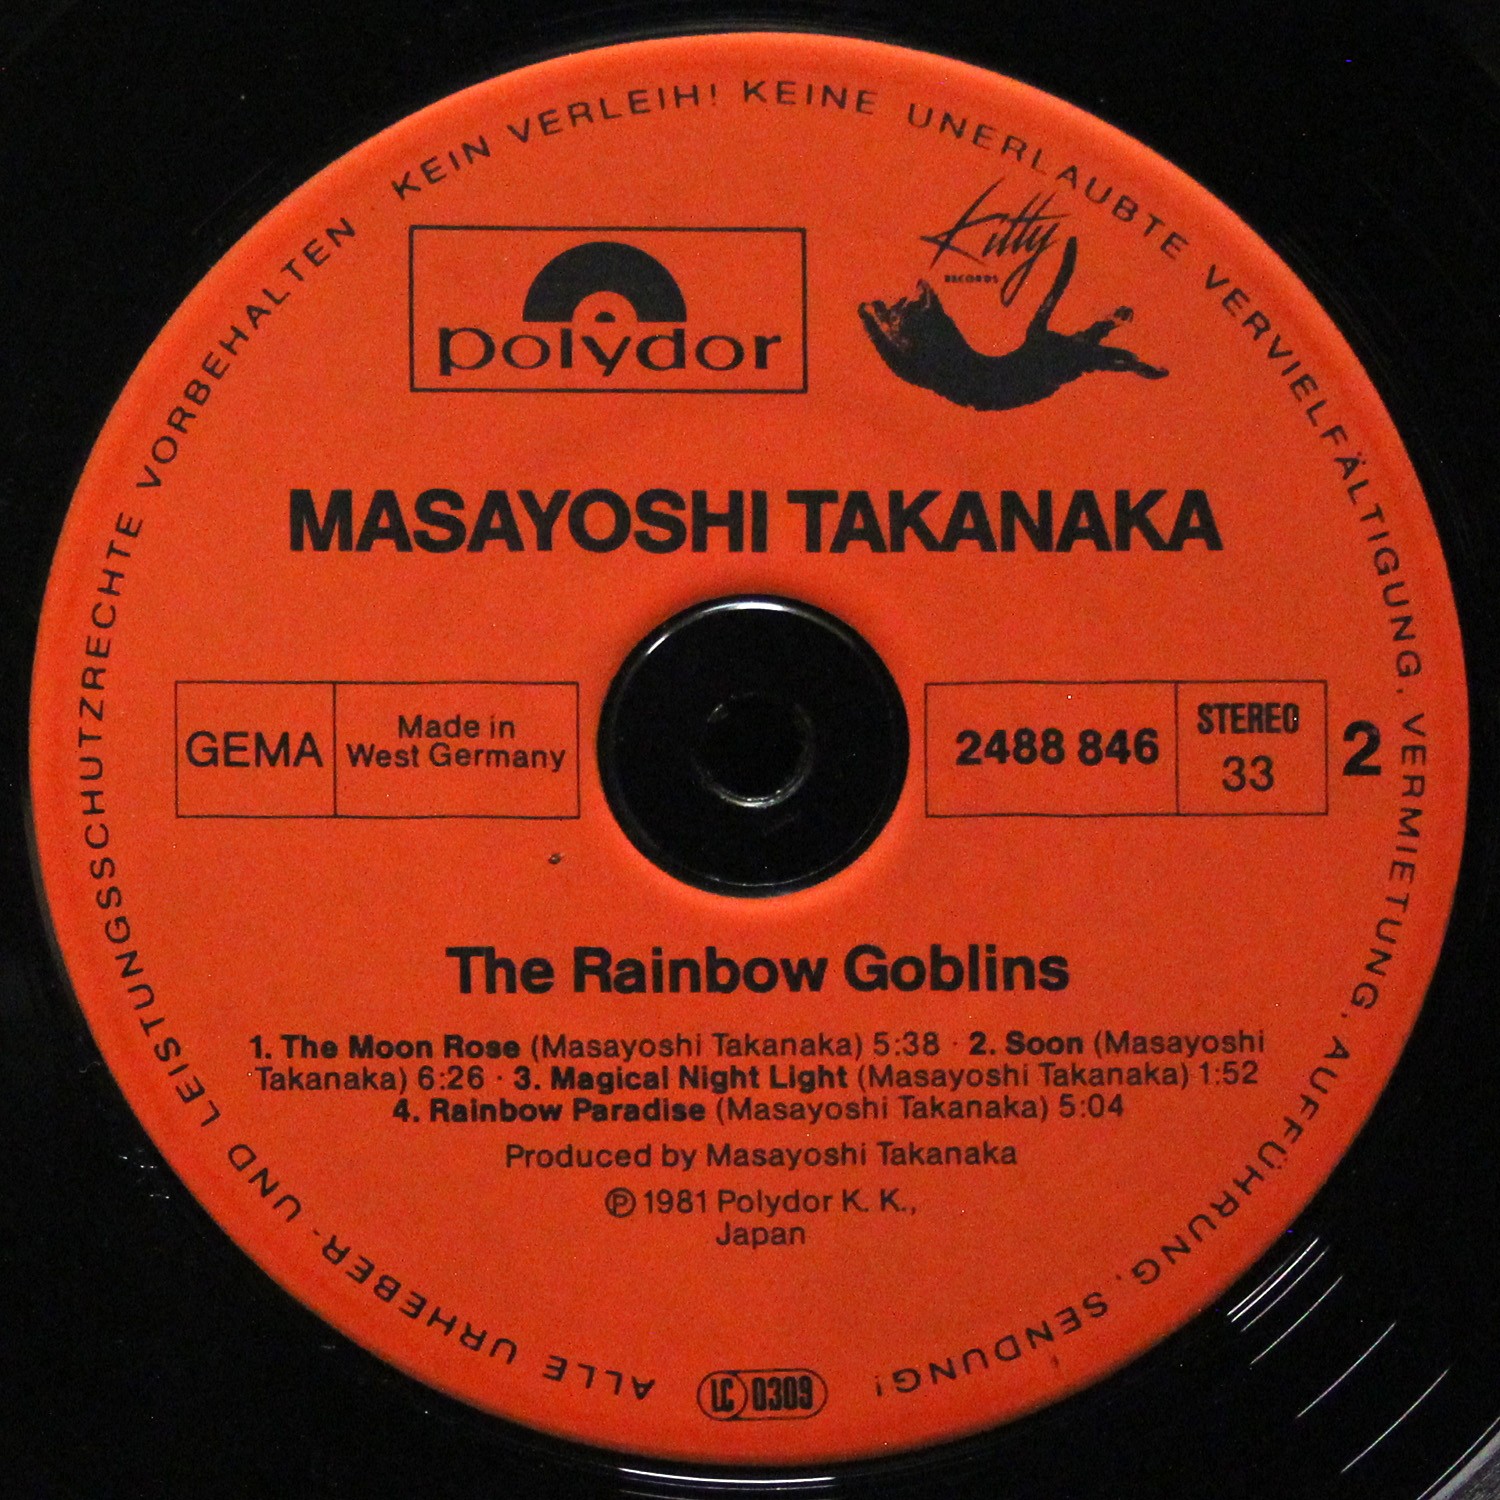 ALLE URHEBER- UND LEISTUNGSSCHUTZRECHTE VORBEHALTEN · KEIN VERLEIH! KEINE UNERLAUBTE VERVIELFÄLTIGUNG, VERMIETUNG, AUFFÜHRUNG, SENDUNG!
polydor
Kitty
RECORDS
MASAYOSHI TAKANAKA
GEMA
Made in
West Germany
2488 846
STEREO
33
2
The Rainbow Goblins
1. The Moon Rose (Masayoshi Takanaka) 5:38 · 2. Soon (Masayoshi
Takanaka) 6:26 · 3. Magical Night Light (Masayoshi Takanaka) 1:52
4. Rainbow Paradise (Masayoshi Takanaka) 5:04
Produced by Masayoshi Takanaka
℗ 1981 Polydor K. K.,
Japan
LC 0309